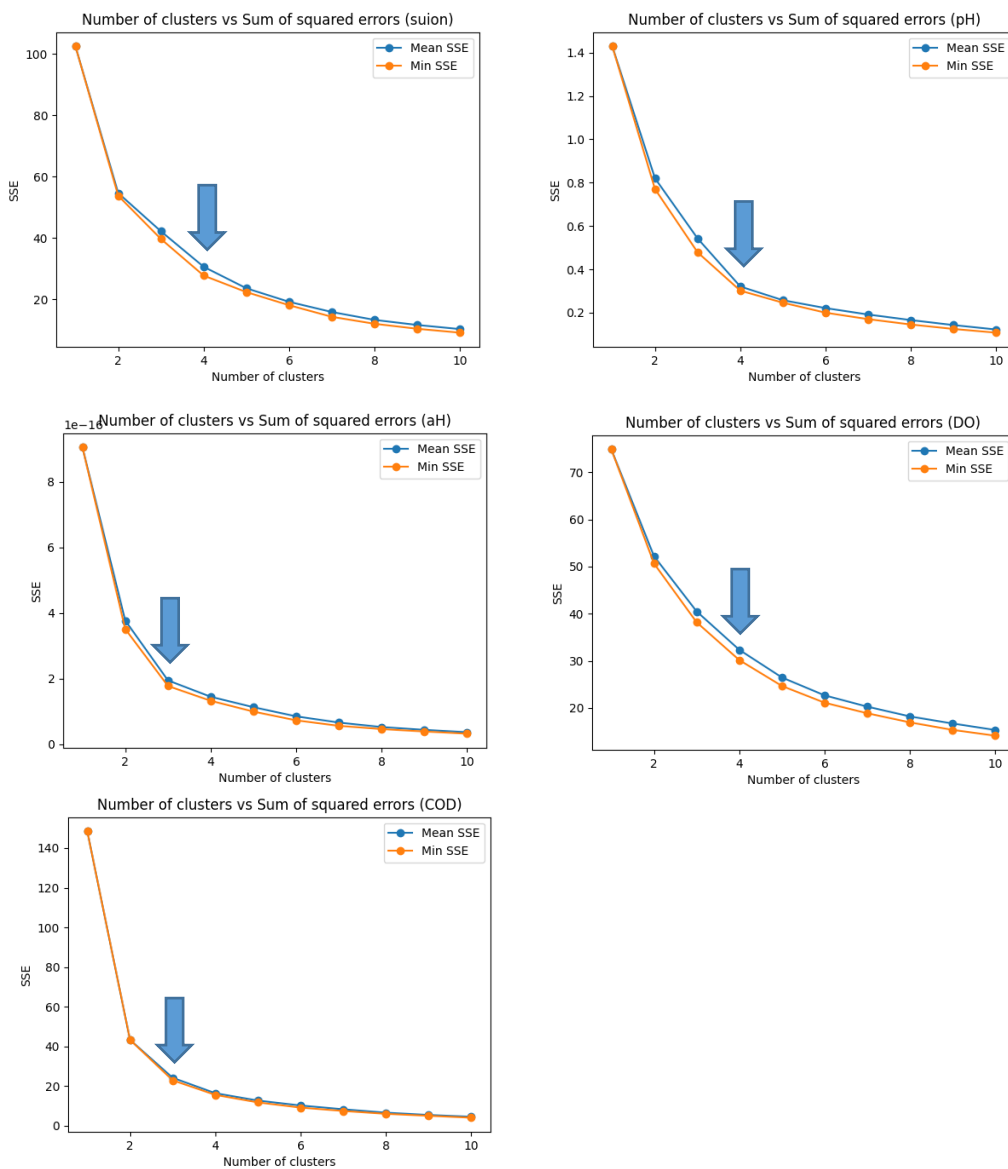 Number of clusters vs Sum of squared errors (suion)
Mean SSE
Min SSE
100
80
60
40
20
SSE
2 4 6 8 10
Number of clusters
Number of clusters vs Sum of squared errors (pH)
Mean SSE
Min SSE
1.4
1.2
1.0
0.8
0.6
0.4
0.2
SSE
2 4 6 8 10
Number of clusters
Number of clusters vs Sum of squared errors (aH)
1e−16
Mean SSE
Min SSE
8
6
4
2
0
SSE
2 4 6 8 10
Number of clusters
Number of clusters vs Sum of squared errors (DO)
Mean SSE
Min SSE
70
60
50
40
30
20
SSE
2 4 6 8 10
Number of clusters
Number of clusters vs Sum of squared errors (COD)
Mean SSE
Min SSE
140
120
100
80
60
40
20
0
SSE
2 4 6 8 10
Number of clusters